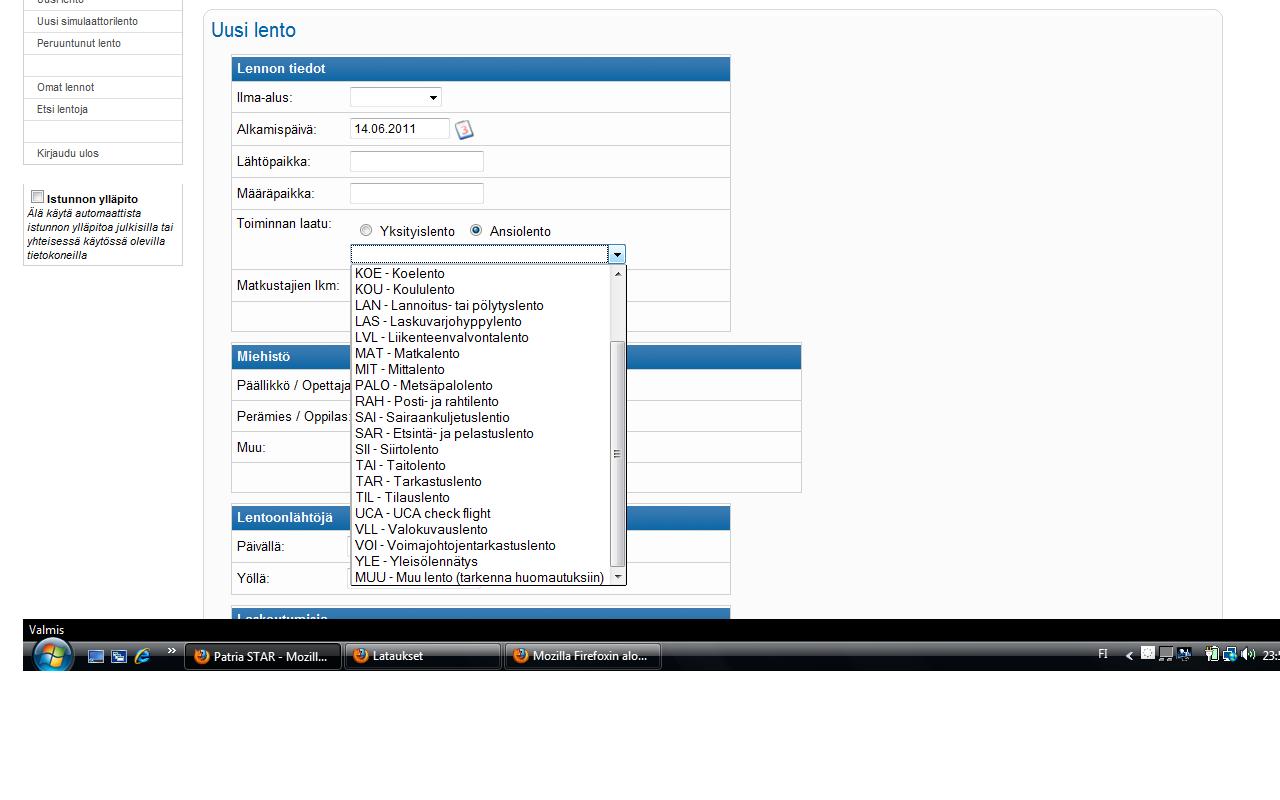 Uusi lento
Uusi simulaattorilento
Peruuntunut lento
Omat lennot
Etsi lentoja
Kirjaudu ulos
Istunnon ylläpito
Älä käytä automaattista
istunnon ylläpitoa julkisilla tai
yhteisessä käytössä olevilla
tietokoneilla
Uusi lento
Lennon tiedot
Ilma-alus:
Alkamispäivä: 14.06.2011 3
Lähtöpaikka:
Määräpaikka:
Toiminnan laatu: Yksityislento Ansiolento
Matkustajien lkm:
KOE - Koelento
KOU - Koululento
LAN - Lannoitus- tai pölytyslento
LAS - Laskuvarjohyppylento
LVL - Liikenteenvalvontalento
MAT - Matkalento
MIT - Mittalento
PALO - Metsäpalolento
RAH - Posti- ja rahtilento
SAI - Sairaankuljetuslentio
SAR - Etsintä- ja pelastuslento
SII - Siirtolento
TAI - Taitolento
TAR - Tarkastuslento
TIL - Tilauslento
UCA - UCA check flight
VLL - Valokuvauslento
VOI - Voimajohtojentarkastuslento
YLE - Yleisölennätys
MUU - Muu lento (tarkenna huomautuksiin)
Miehistö
Päällikkö / Opettaja
Perämies / Oppilas:
Muu:
Lentoonlähtöjä
Päivällä:
Yöllä:
Laskeutumisia
Valmis
Patria STAR - Mozill...
Lataukset
Mozilla Firefoxin alo...
FI